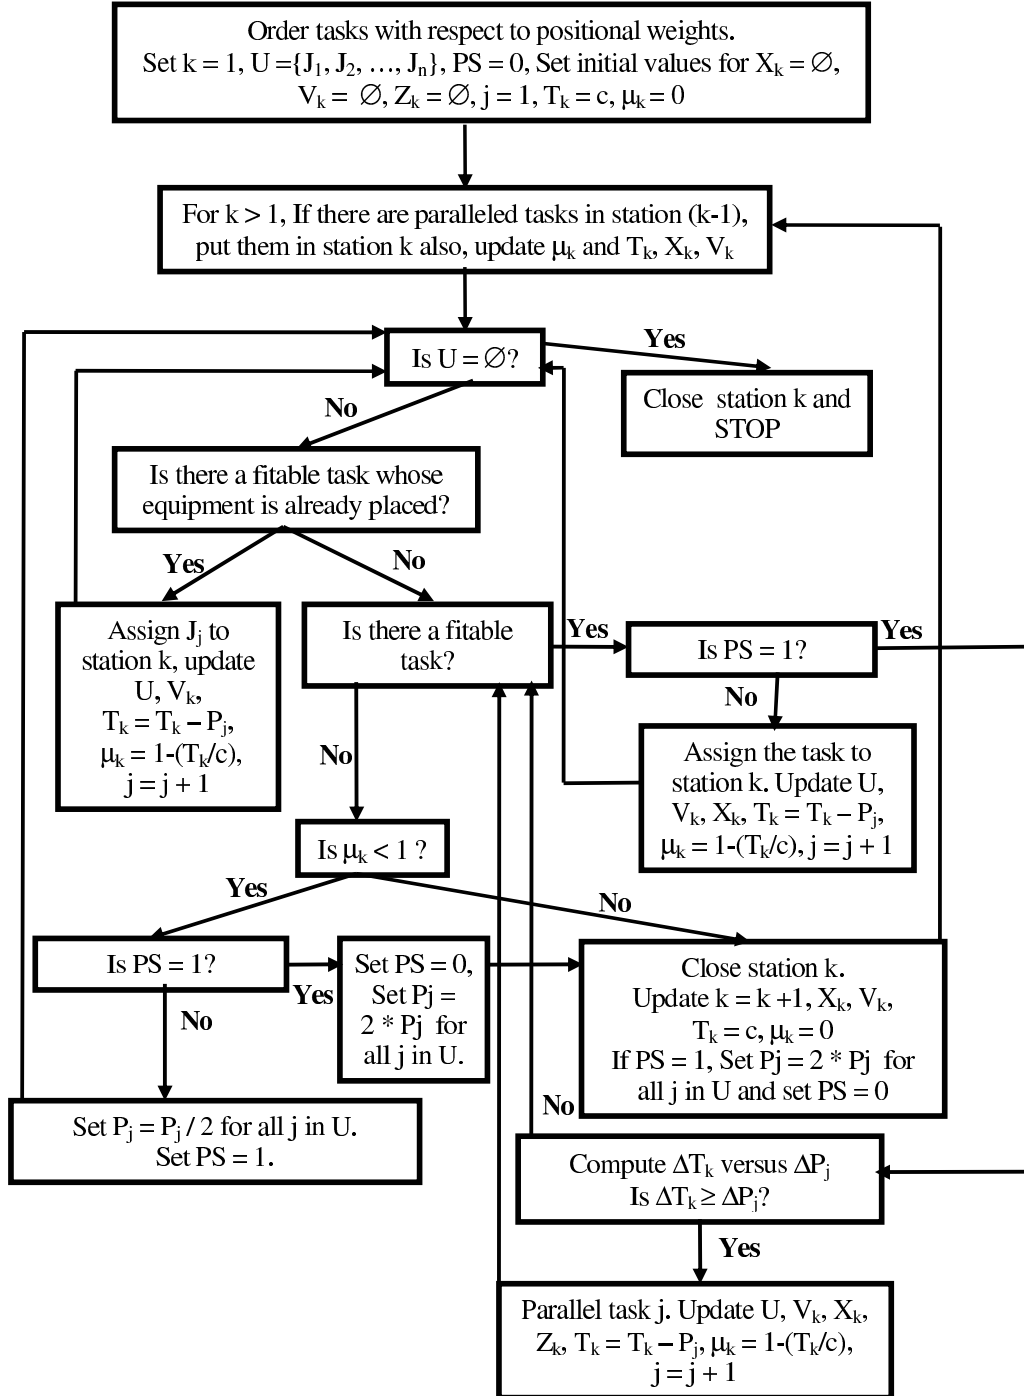 Order tasks with respect to positional weights.
Set k = 1, U ={J₁, J₂, …, Jₙ}, PS = 0, Set initial values for Xₖ = ∅,
Vₖ = ∅, Zₖ = ∅, j = 1, Tₖ = c, μₖ = 0
For k > 1, If there are paralleled tasks in station (k-1),
put them in station k also, update μₖ and Tₖ, Xₖ, Vₖ
Is U = ∅?
Yes
Close station k and
STOP
No
Is there a fitable task whose
equipment is already placed?
Yes
No
Assign Jⱼ to
station k, update
U, Vₖ,
Tₖ = Tₖ – Pⱼ,
μₖ = 1-(Tₖ/c),
j = j + 1
Is there a fitable
task?
Yes
Is PS = 1?
Yes
No
Assign the task to
station k. Update U,
Vₖ, Xₖ, Tₖ = Tₖ – Pⱼ,
μₖ = 1-(Tₖ/c), j = j + 1
No
Is μₖ < 1 ?
Yes
No
Is PS = 1?
Yes
No
Set PS = 0,
Set Pj =
2 * Pj for
all j in U.
Close station k.
Update k = k +1, Xₖ, Vₖ,
Tₖ = c, μₖ = 0
If PS = 1, Set Pj = 2 * Pj for
all j in U and set PS = 0
Set Pⱼ = Pⱼ / 2 for all j in U.
Set PS = 1.
No
Compute ΔTₖ versus ΔPⱼ
Is ΔTₖ ≥ ΔPⱼ?
Yes
Parallel task j. Update U, Vₖ, Xₖ,
Zₖ, Tₖ = Tₖ – Pⱼ, μₖ = 1-(Tₖ/c),
j = j + 1